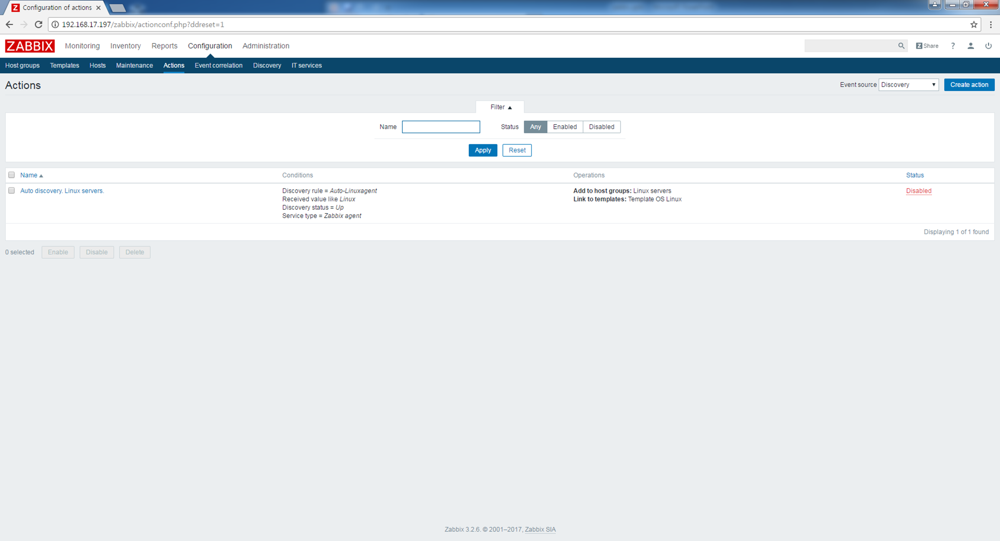 Configuration of actions
192.168.17.197/zabbix/actionconf.php?ddreset=1
ZABBIX Monitoring Inventory Reports Configuration Administration Z Share ?
Host groups Templates Hosts Maintenance Actions Event correlation Discovery IT services
Actions Event source Discovery Create action
Filter
Name Status Any Enabled Disabled
Apply Reset
Name Conditions Operations Status
Auto discovery. Linux servers. Discovery rule = Auto-Linuxagent Add to host groups: Linux servers Disabled
Received value like Linux Link to templates: Template OS Linux
Discovery status = Up
Service type = Zabbix agent
Displaying 1 of 1 found
0 selected Enable Disable Delete
Zabbix 3.2.6. © 2001–2017, Zabbix SIA